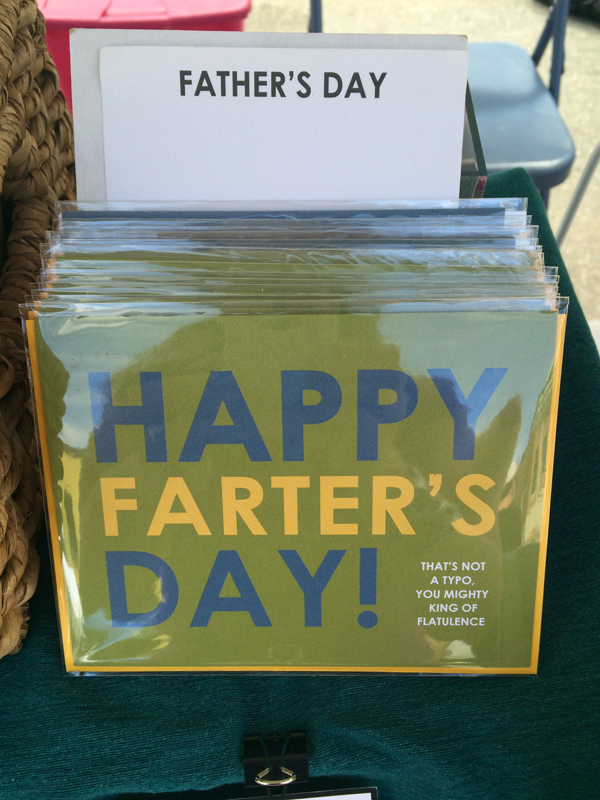 FATHER'S DAY
HAPPY
FARTER'S
DAY!
THAT'S NOT
A TYPO,
YOU MIGHTY
KING OF
FLATULENCE